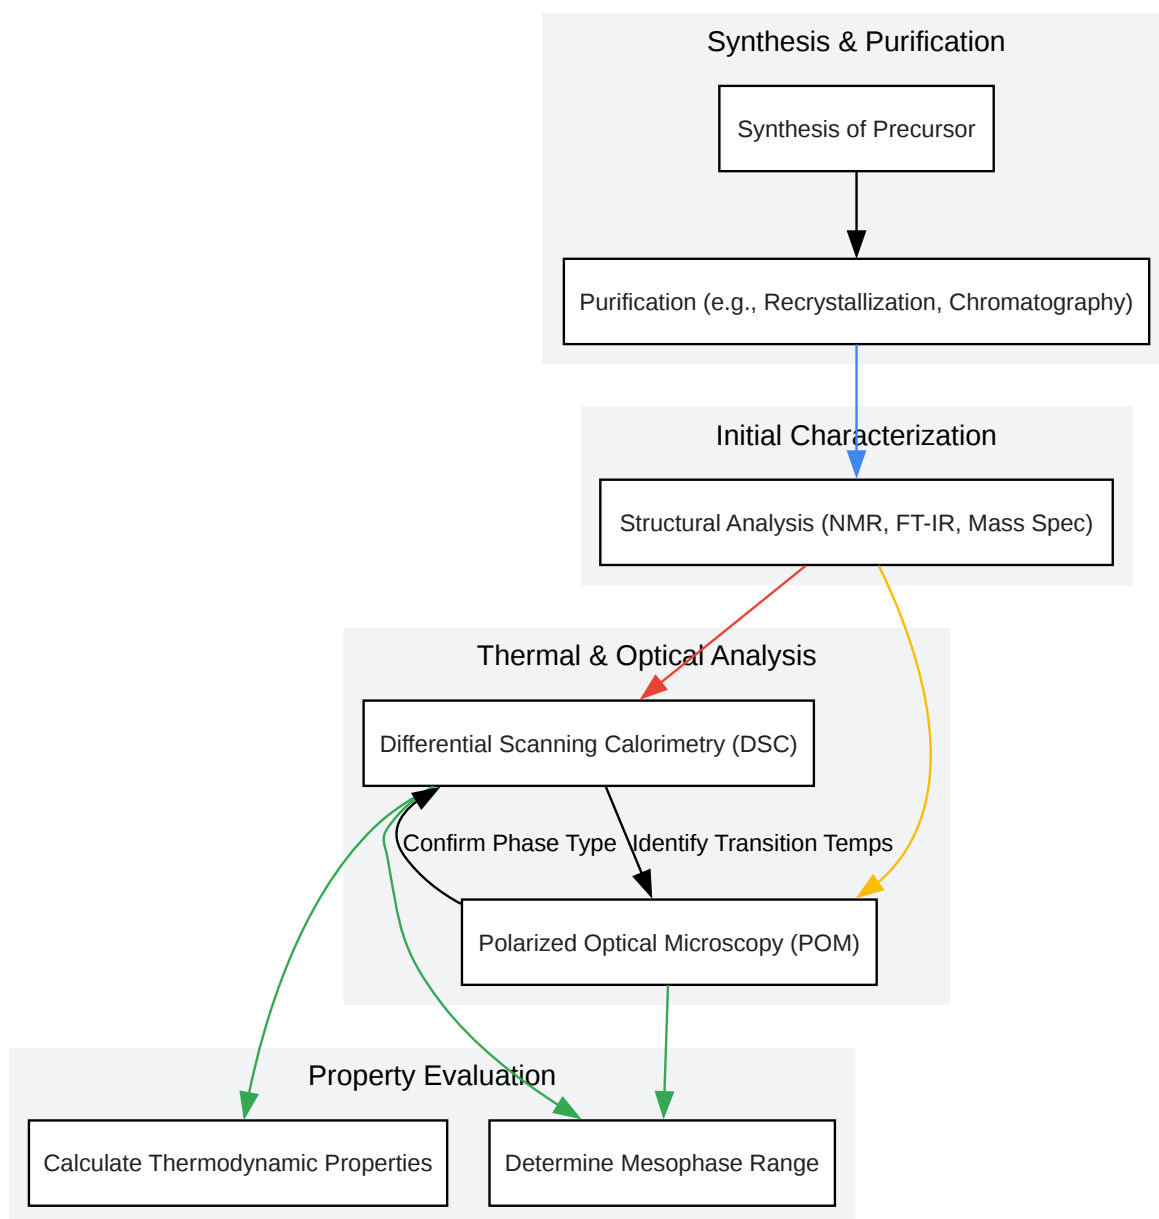 Synthesis & Purification
Synthesis of Precursor
Purification (e.g., Recrystallization, Chromatography)
Initial Characterization
Structural Analysis (NMR, FT-IR, Mass Spec)
Thermal & Optical Analysis
Differential Scanning Calorimetry (DSC)
Confirm Phase Type
Identify Transition Temps
Polarized Optical Microscopy (POM)
Property Evaluation
Calculate Thermodynamic Properties
Determine Mesophase Range